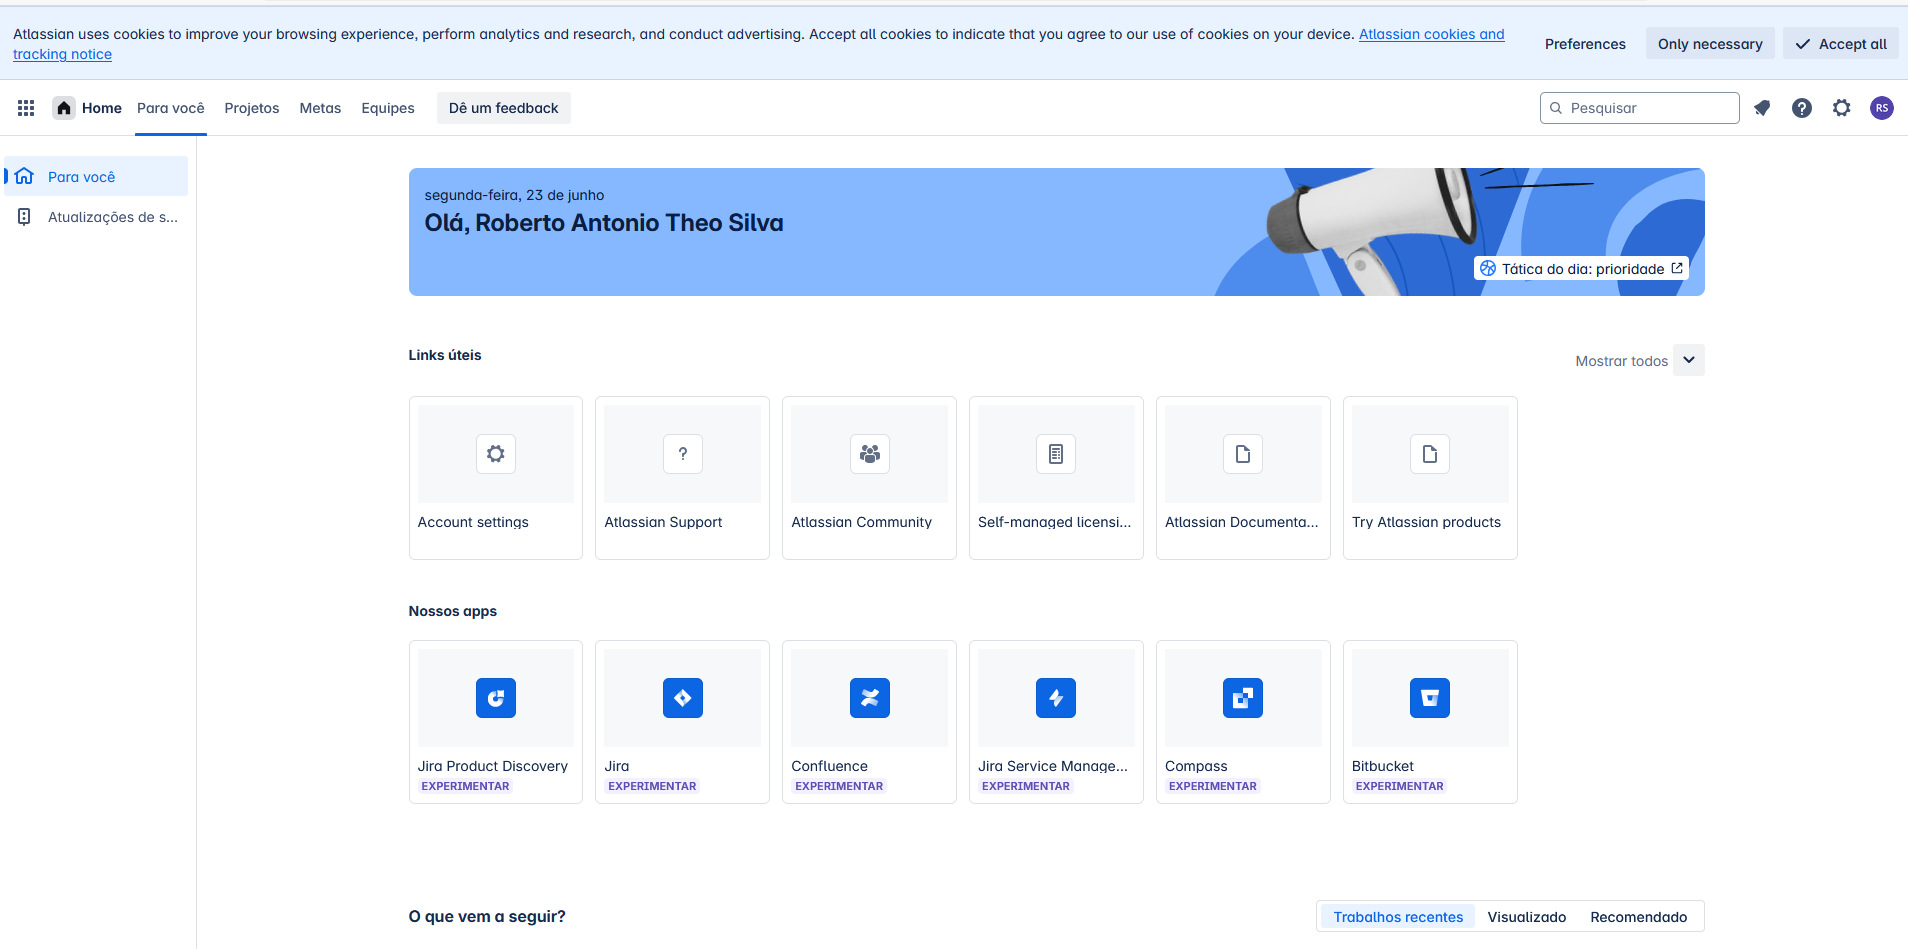 Atlassian uses cookies to improve your browsing experience, perform analytics and research, and conduct advertising. Accept all cookies to indicate that you agree to our use of cookies on your device. Atlassian cookies and
tracking notice
Preferences
Only necessary
Accept all
Home
Para você
Projetos
Metas
Equipes
Dê um feedback
Pesquisar
RS
Para você
Atualizações de s...
segunda-feira, 23 de junho
Olá, Roberto Antonio Theo Silva
Tática do dia: prioridade
Links úteis
Mostrar todos
Account settings
Atlassian Support
Atlassian Community
Self-managed licensi...
Atlassian Documenta...
Try Atlassian products
Nossos apps
Jira Product Discovery
EXPERIMENTAR
Jira
EXPERIMENTAR
Confluence
EXPERIMENTAR
Jira Service Manage...
EXPERIMENTAR
Compass
EXPERIMENTAR
Bitbucket
EXPERIMENTAR
O que vem a seguir?
Trabalhos recentes
Visualizado
Recomendado